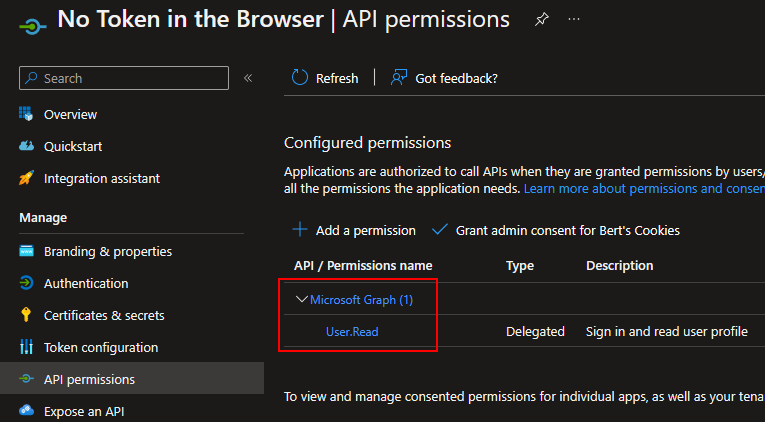 No Token in the Browser | API permissions
Search
Refresh
Got feedback?
Overview
Quickstart
Integration assistant
Manage
Branding & properties
Authentication
Certificates & secrets
Token configuration
API permissions
Expose an API
Configured permissions
Applications are authorized to call APIs when they are granted permissions by users/
all the permissions the application needs. Learn more about permissions and consen
Add a permission
Grant admin consent for Bert's Cookies
API / Permissions name Type Description
Microsoft Graph (1)
User.Read Delegated Sign in and read user profile
To view and manage consented permissions for individual apps, as well as your tena